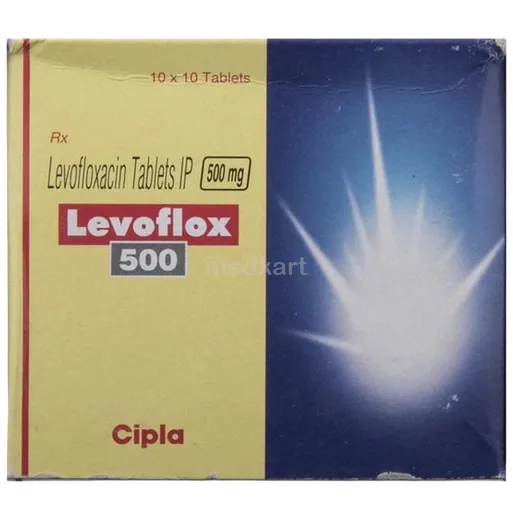 10 x 10 Tablets
Rx
Levofloxacin Tablets IP 500 mg
Levoflox
500
medkart
Cipla